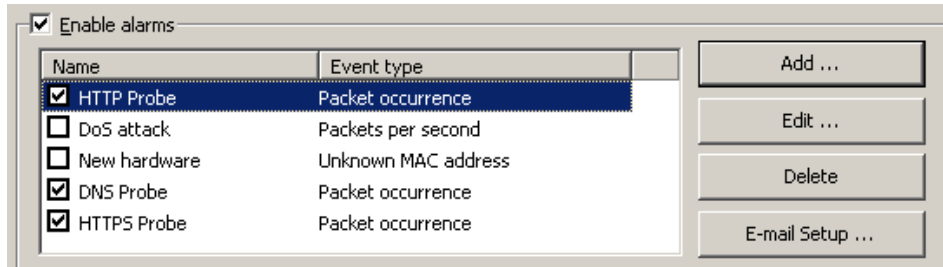 Enable alarms
Name Event type
HTTP Probe Packet occurrence
DoS attack Packets per second
New hardware Unknown MAC address
DNS Probe Packet occurrence
HTTPS Probe Packet occurrence
Add ...
Edit ...
Delete
E-mail Setup ...